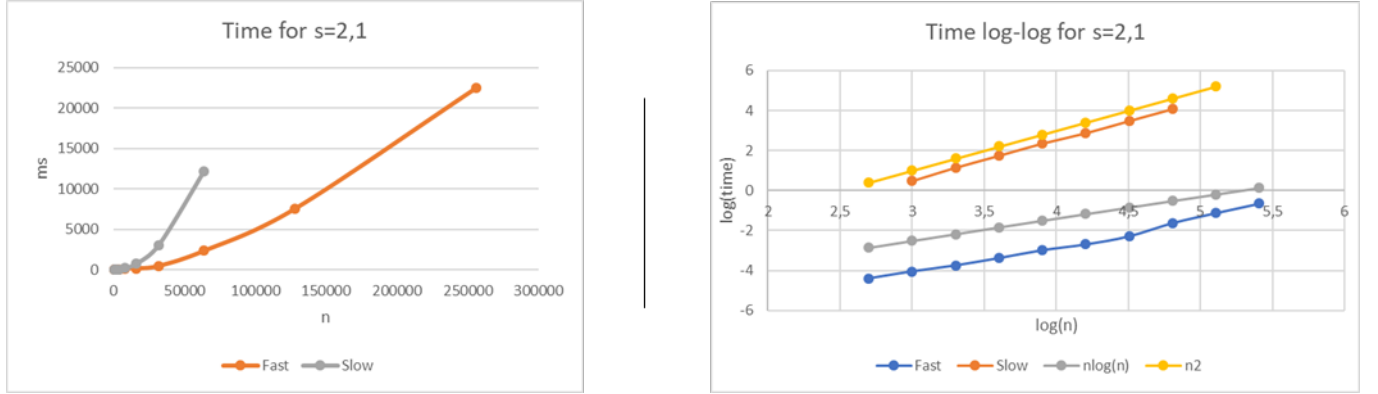 Time for s=2,1
25000
20000
15000
10000
5000
0
ms
0 50000 100000 150000 200000 250000 300000
n
Fast Slow
Time log-log for s=2,1
6
4
2
0
-2
-4
-6
log(time)
2 2,5 3 3,5 4 4,5 5 5,5 6
log(n)
Fast Slow nlog(n) n2